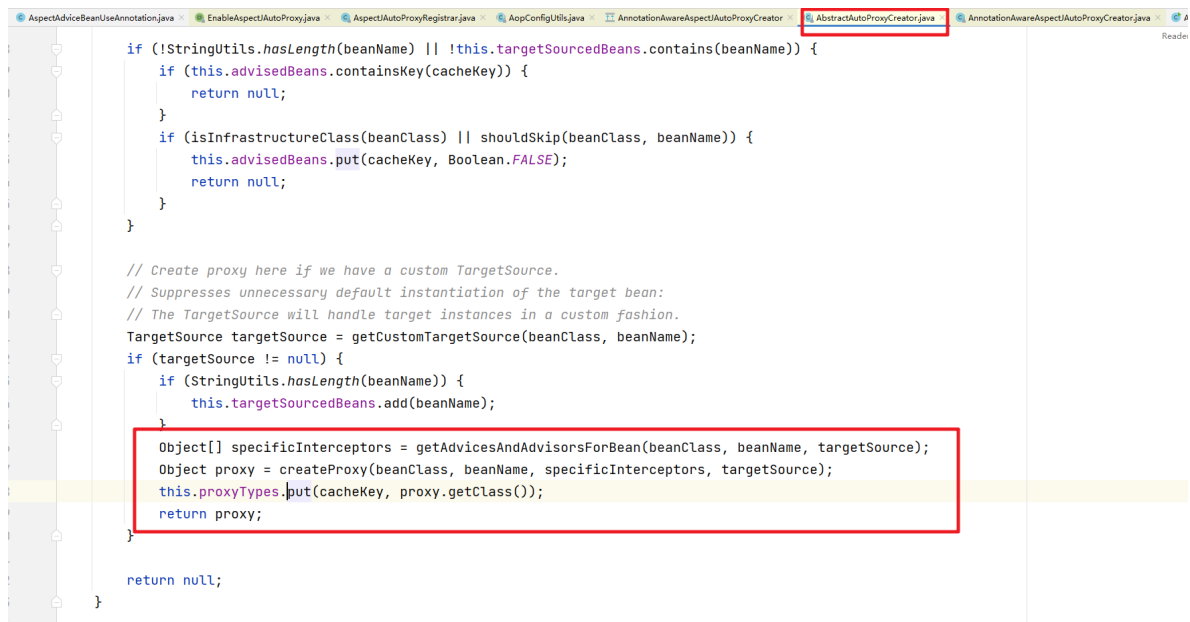 AspectAdviceBeanUseAnnotation.java EnableAspectJAutoProxy.java AspectJAutoProxyRegistrar.java AopConfigUtils.java AnnotationAwareAspectJAutoProxyCreator AbstractAutoProxyCreator.java AnnotationAwareAspectJAutoProxyCreator.java
Reader
if (!StringUtils.hasLength(beanName) || !this.targetSourcedBeans.contains(beanName)) {
if (this.advisedBeans.containsKey(cacheKey)) {
return null;
}
if (isInfrastructureClass(beanClass) || shouldSkip(beanClass, beanName)) {
this.advisedBeans.put(cacheKey, Boolean.FALSE);
return null;
}
}
// Create proxy here if we have a custom TargetSource.
// Suppresses unnecessary default instantiation of the target bean:
// The TargetSource will handle target instances in a custom fashion.
TargetSource targetSource = getCustomTargetSource(beanClass, beanName);
if (targetSource != null) {
if (StringUtils.hasLength(beanName)) {
this.targetSourcedBeans.add(beanName);
}
Object[] specificInterceptors = getAdvicesAndAdvisorsForBean(beanClass, beanName, targetSource);
Object proxy = createProxy(beanClass, beanName, specificInterceptors, targetSource);
this.proxyTypes.put(cacheKey, proxy.getClass());
return proxy;
}
return null;
}